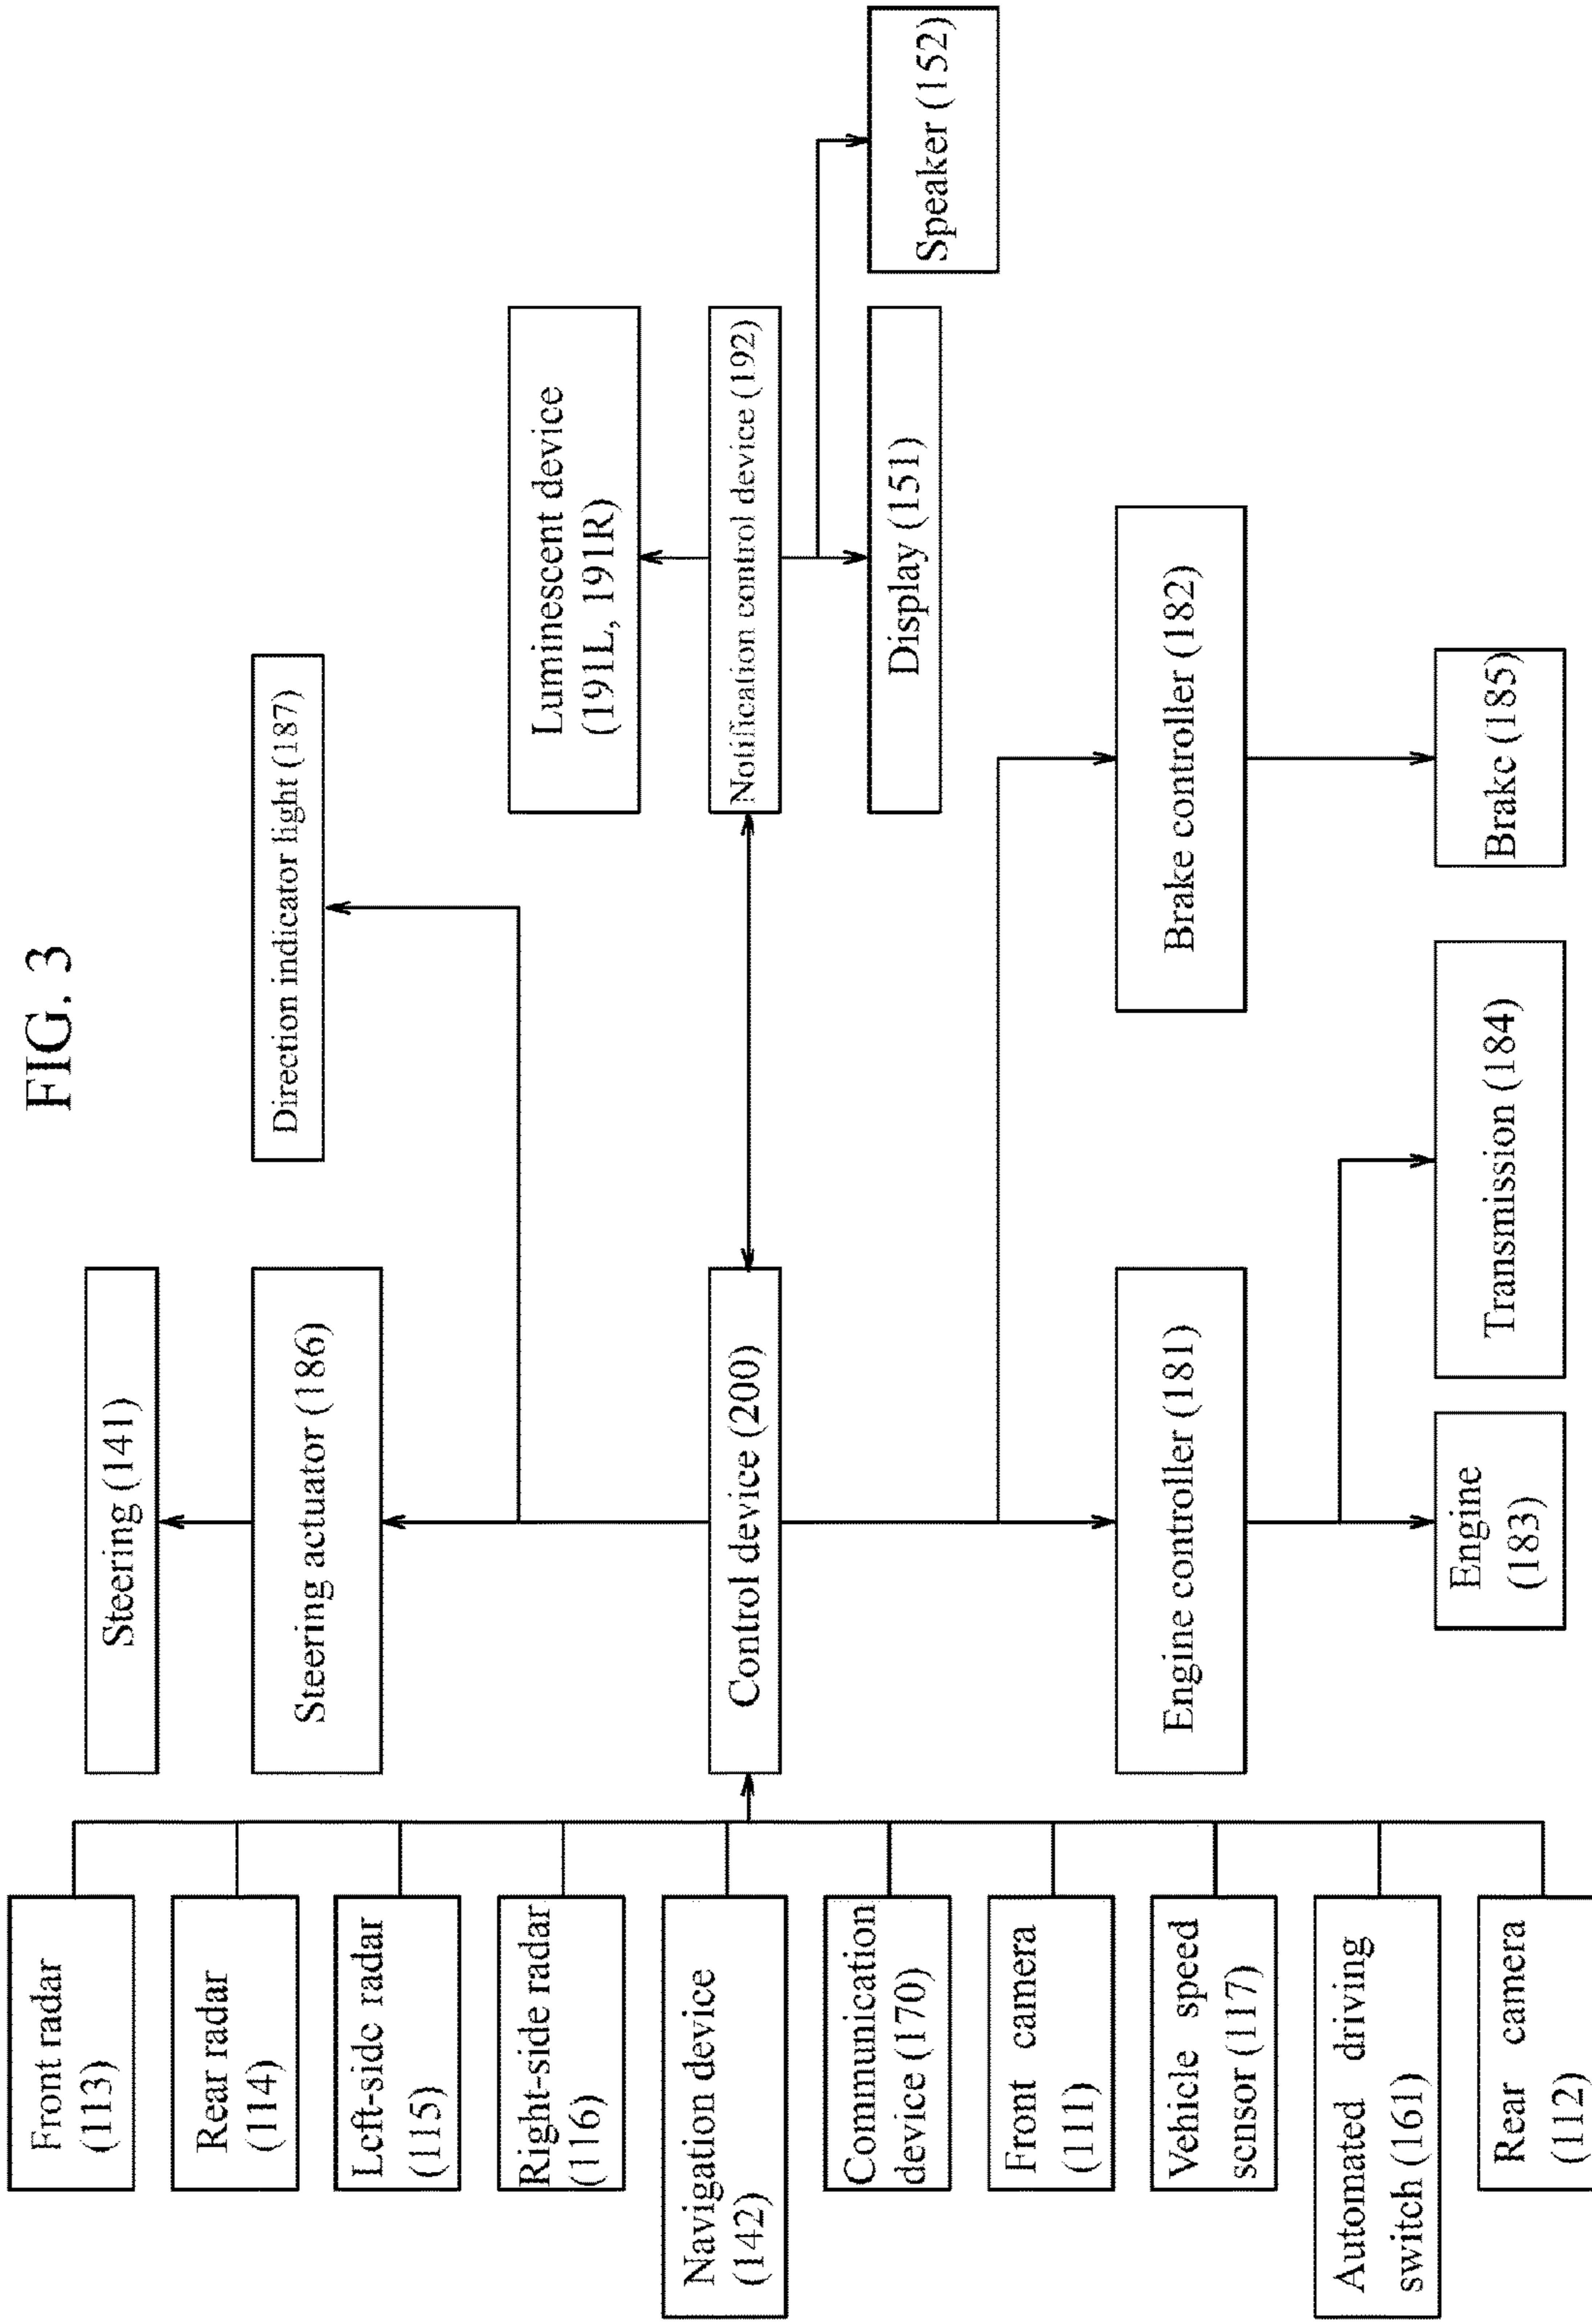 FIG. 3
Front radar
(113)
Rear radar
(114)
Left-side radar
(115)
Right-side radar
(116)
Navigation device
(142)
Communication
device (170)
Front camera
(111)
Vehicle speed
sensor (117)
Automated driving
switch (161)
Rear camera
(112)
Steering (141)
Steering actuator (186)
Control device (200)
Engine controller (181)
Engine
(183)
Transmission (184)
Direction indicator light (187)
Luminescent device
(191L, 191R)
Notification control device (192)
Display (151)
Speaker (152)
Brake controller (182)
Brake (185)